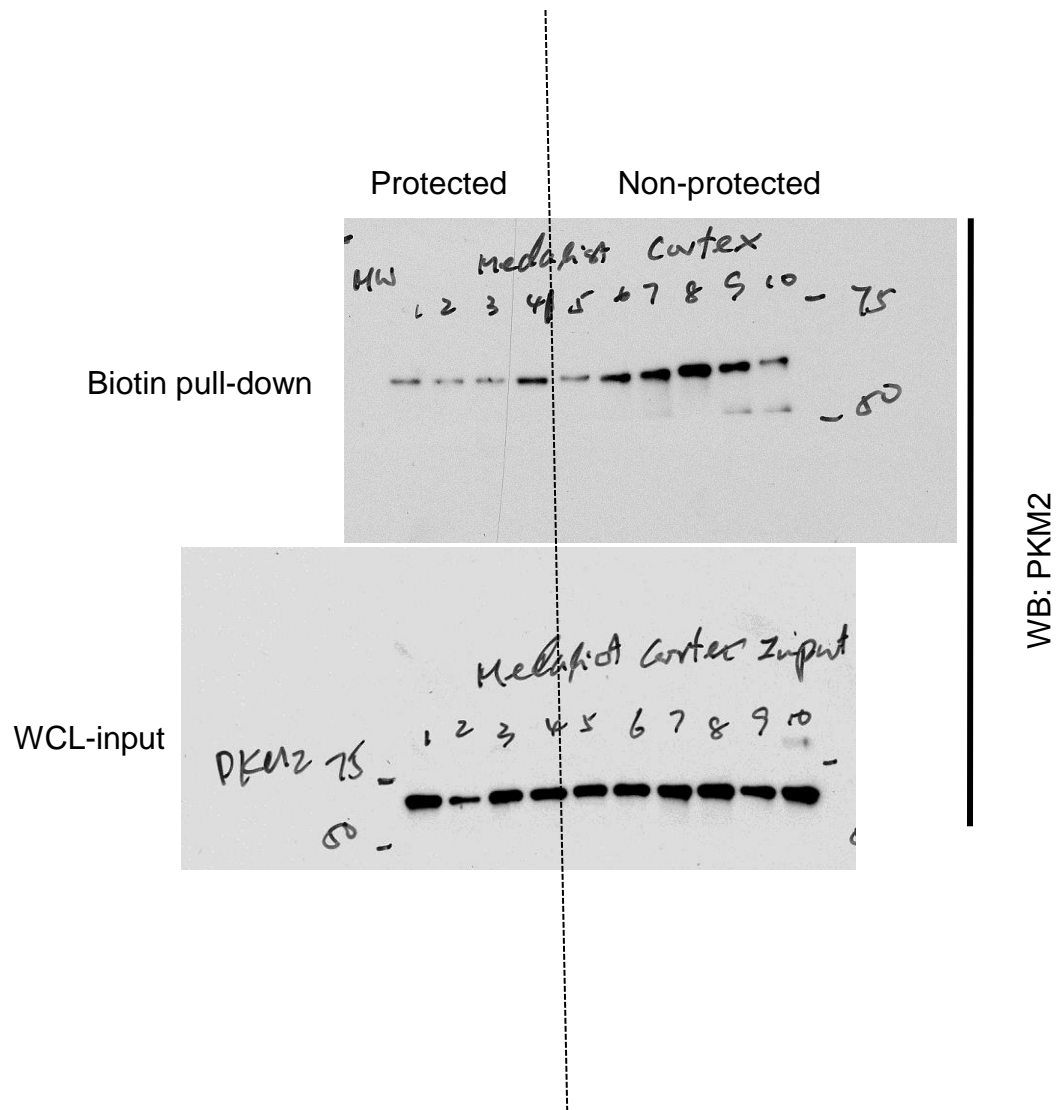 Protected Non-protected
Medalist Cortex
MW 1 2 3 4 5 6 7 8 9 10 - 75
Biotin pull-down
- 50
WB: PKM2
Medalist Cortex Input
1 2 3 4 5 6 7 8 9 10
WCL-input
PKM2 75 -
50 -